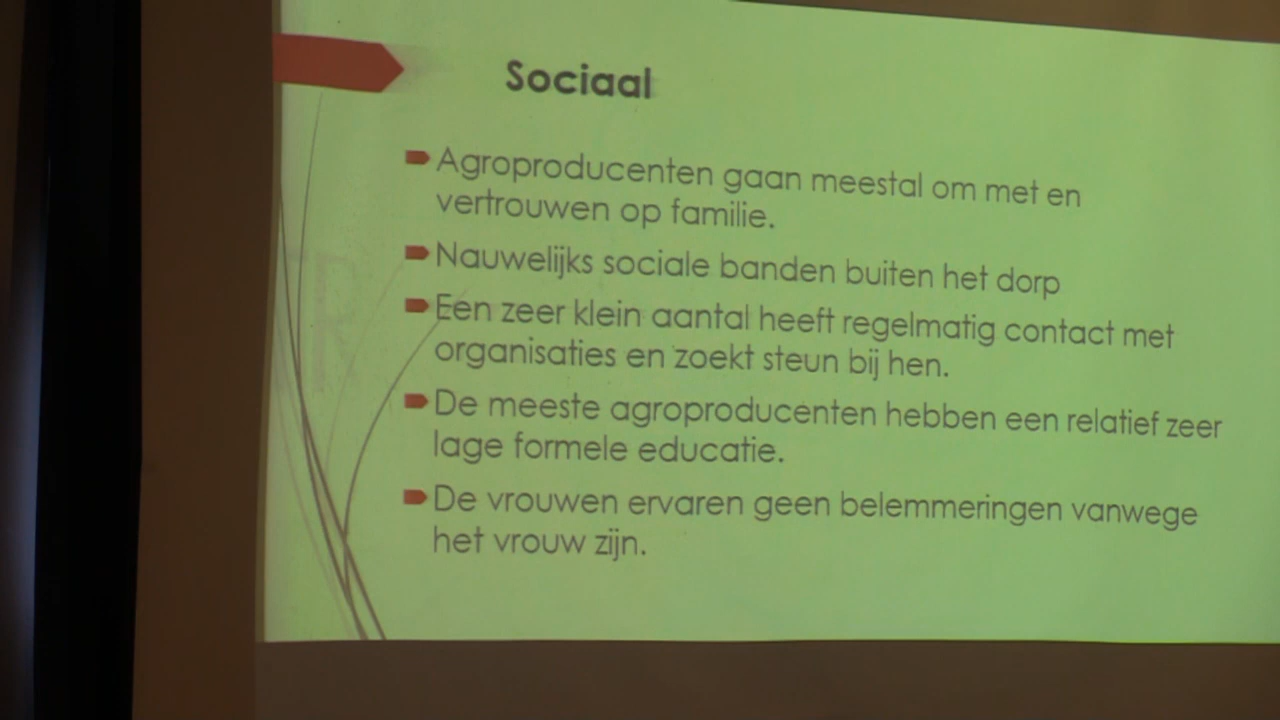 Sociaal
Agroproducenten gaan meestal om met en
vertrouwen op familie.
Nauwelijks sociale banden buiten het dorp
Een zeer klein aantal heeft regelmatig contact met
organisaties en zoekt steun bij hen.
De meeste agroproducenten hebben een relatief zeer
lage formele educatie.
De vrouwen ervaren geen belemmeringen vanwege
het vrouw zijn.